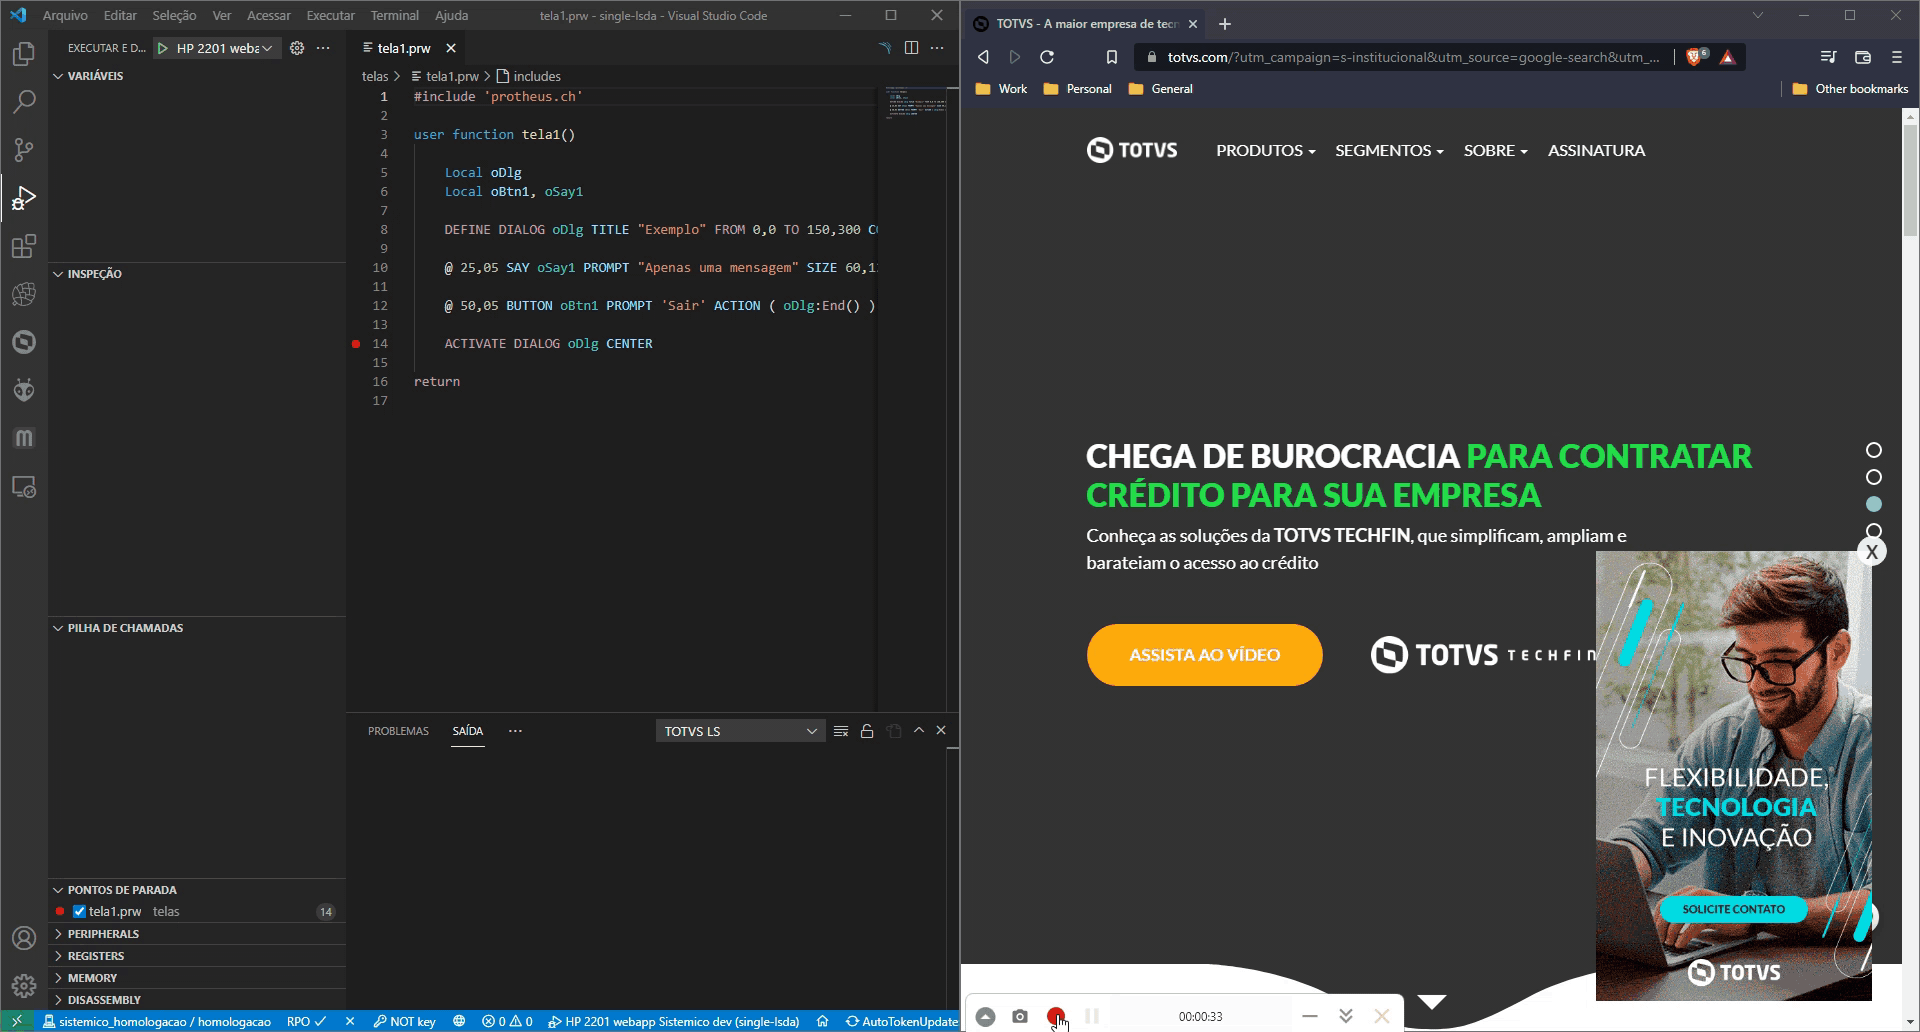 Arquivo Editar Seleção Ver Acessar Executar Terminal Ajuda
tela1.prw - single-lsda - Visual Studio Code
EXECUTAR E D... HP 2201 weba
VARIÁVEIS
INSPEÇÃO
PILHA DE CHAMADAS
PONTOS DE PARADA
tela1.prw telas 14
PERIPHERALS
REGISTERS
MEMORY
DISASSEMBLY
tela1.prw
telas > tela1.prw > includes
1 #include 'protheus.ch'
2
3 user function tela1()
4
5 Local oDlg
6 Local oBtn1, oSay1
7
8 DEFINE DIALOG oDlg TITLE "Exemplo" FROM 0,0 TO 150,300 C
9
10 @ 25,05 SAY oSay1 PROMPT "Apenas uma mensagem" SIZE 60,1
11
12 @ 50,05 BUTTON oBtn1 PROMPT 'Sair' ACTION ( oDlg:End() )
13
14 ACTIVATE DIALOG oDlg CENTER
15
16 return
17
PROBLEMAS SAÍDA ... TOTVS LS
sistemico_homologacao / homologacao RPO NOT key 0 0 HP 2201 webapp Sistemico dev (single-lsda) AutoTokenUpdate
TOTVS - A maior empresa de tecn
totvs.com/?utm_campaign=s-institucional&utm_source=google-search&utm_... 6
Work Personal General Other bookmarks
TOTVS PRODUTOS SEGMENTOS SOBRE ASSINATURA
CHEGA DE BUROCRACIA PARA CONTRATAR
CRÉDITO PARA SUA EMPRESA
Conheça as soluções da TOTVS TECHFIN, que simplificam, ampliam e
barateiam o acesso ao crédito
ASSISTA AO VÍDEO
TOTVS TECHFIN
X
FLEXIBILIDADE,
TECNOLOGIA
E INOVAÇÃO
SOLICITE CONTATO
TOTVS
00:00:33